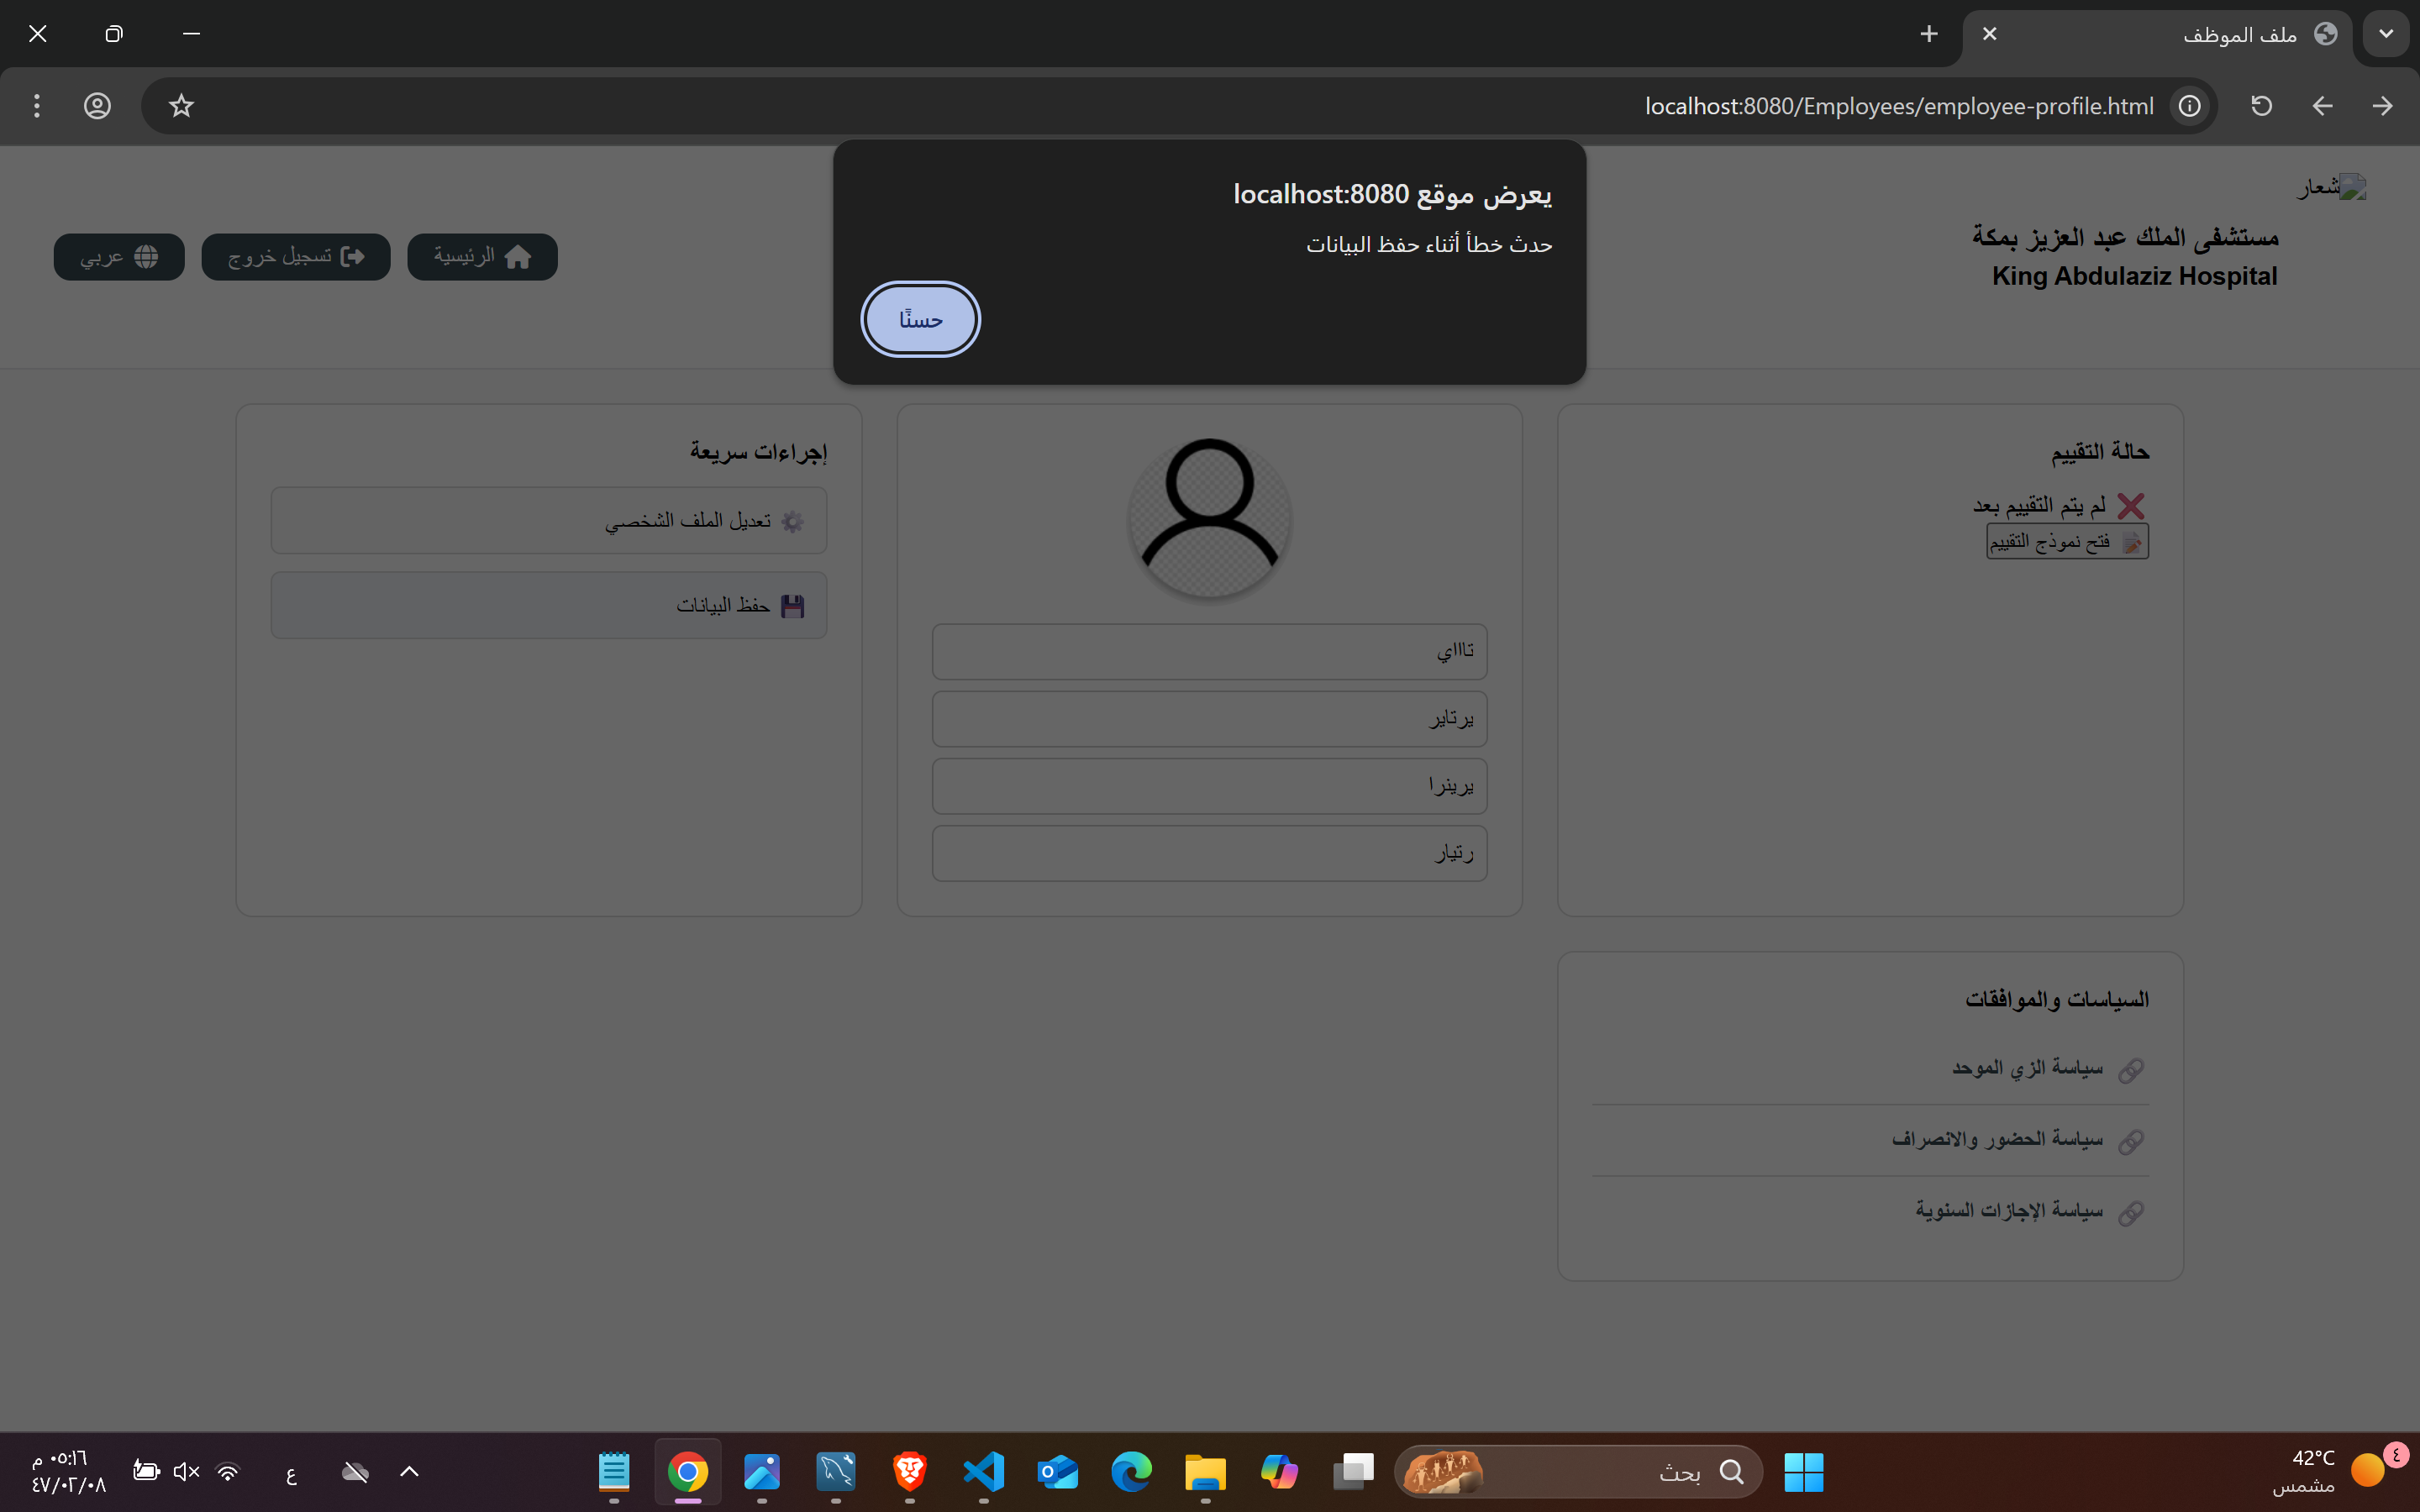 ملف الموظف
localhost:8080/Employees/employee-profile.html
يعرض موقع localhost:8080
حدث خطأ أثناء حفظ البيانات
حسنًا
شعار
مستشفى الملك عبد العزيز بمكة
King Abdulaziz Hospital
الرئيسية
تسجيل خروج
عربي
حالة التقييم
لم يتم التقييم بعد
فتح نموذج التقييم
تاااي
يرتاير
يرينرا
رتيار
إجراءات سريعة
تعديل الملف الشخصي
حفظ البيانات
السياسات والموافقات
سياسة الزي الموحد
سياسة الحضور والانصراف
سياسة الإجازات السنوية
٤
42°C
مشمس
بحث
ع
٠٥:١٦ م
٤٧/٠٢/٠٨